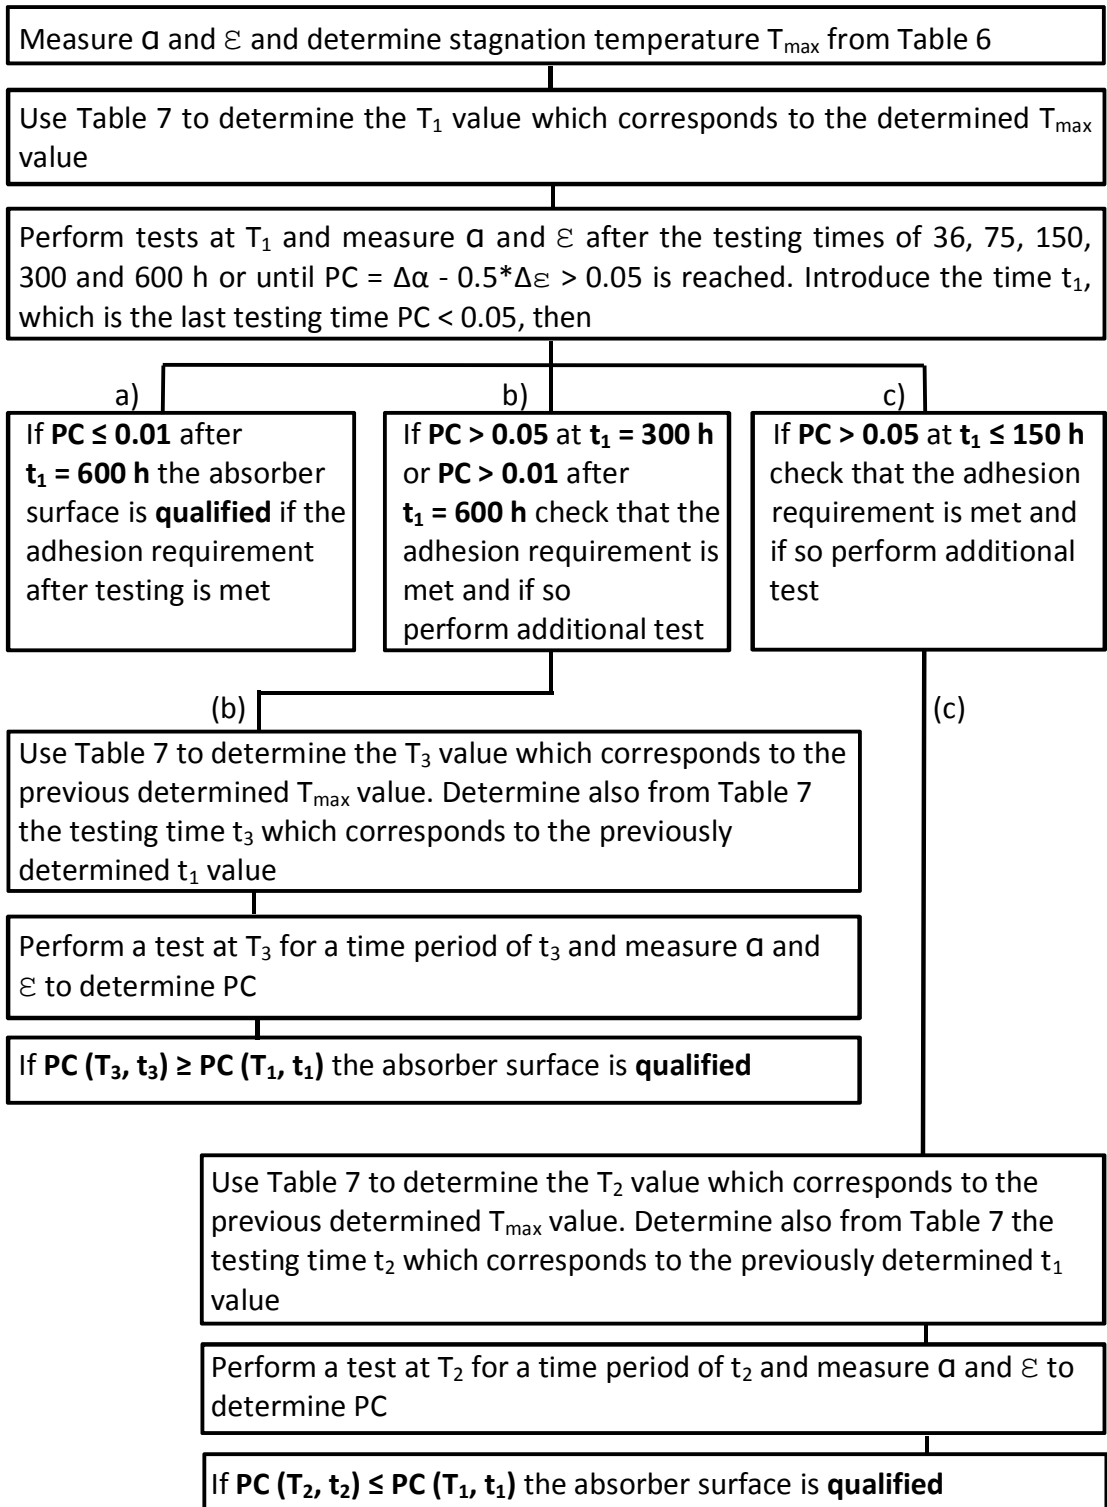 Measure ɑ and ε and determine stagnation temperature Tmax from Table 6
Use Table 7 to determine the T1 value which corresponds to the determined Tmax
value
Perform tests at T1 and measure ɑ and ε after the testing times of 36, 75, 150,
300 and 600 h or until PC = Δα - 0.5*Δε > 0.05 is reached. Introduce the time t1,
which is the last testing time PC < 0.05, then
a)
If PC ≤ 0.01 after
t1 = 600 h the absorber
surface is qualified if the
adhesion requirement
after testing is met
b)
If PC > 0.05 at t1 = 300 h
or PC > 0.01 after
t1 = 600 h check that the
adhesion requirement is
met and if so
perform additional test
c)
If PC > 0.05 at t1 ≤ 150 h
check that the adhesion
requirement is met and
if so perform additional
test
(b)
Use Table 7 to determine the T3 value which corresponds to the
previous determined Tmax value. Determine also from Table 7
the testing time t3 which corresponds to the previously
determined t1 value
Perform a test at T3 for a time period of t3 and measure ɑ and
ε to determine PC
If PC (T3, t3) ≥ PC (T1, t1) the absorber surface is qualified
(c)
Use Table 7 to determine the T2 value which corresponds to the
previous determined Tmax value. Determine also from Table 7 the
testing time t2 which corresponds to the previously determined t1
value
Perform a test at T2 for a time period of t2 and measure ɑ and ε to
determine PC
If PC (T2, t2) ≤ PC (T1, t1) the absorber surface is qualified